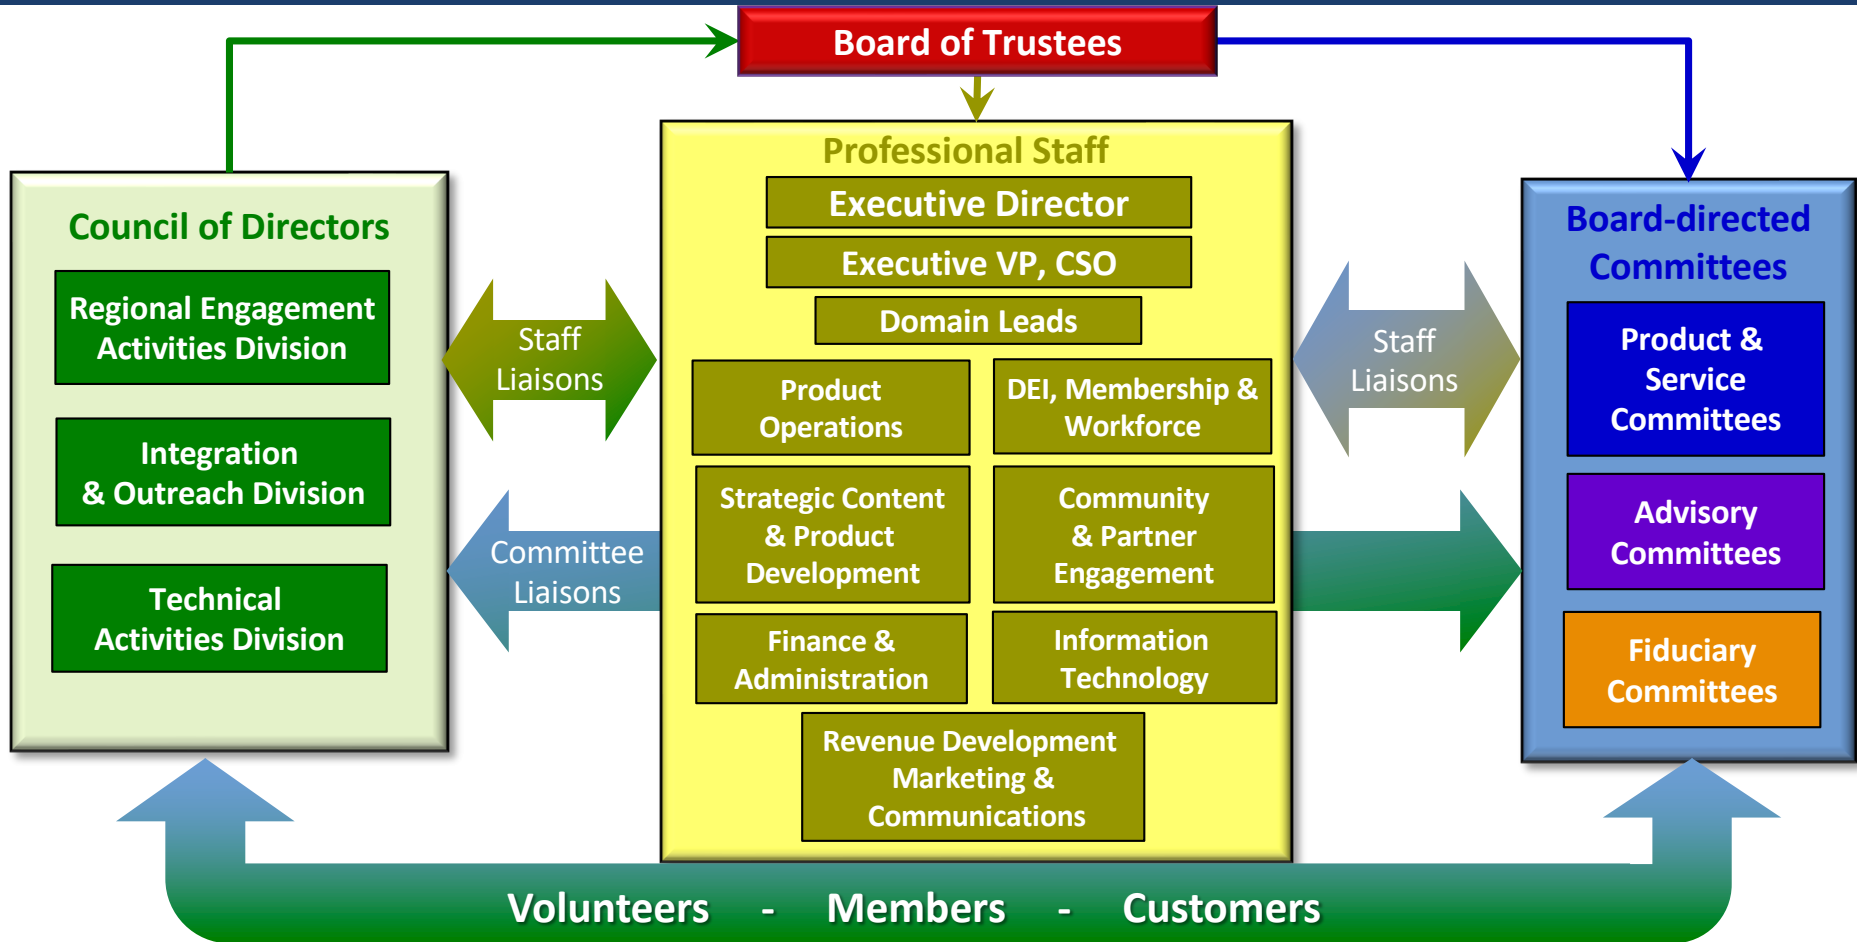 Board of Trustees
Council of Directors
Regional Engagement
Activities Division
Integration
& Outreach Division
Technical
Activities Division
Staff
Liaisons
Committee
Liaisons
Professional Staff
Executive Director
Executive VP, CSO
Domain Leads
Product
Operations
DEI, Membership &
Workforce
Strategic Content
& Product
Development
Community
& Partner
Engagement
Finance &
Administration
Information
Technology
Revenue Development
Marketing &
Communications
Staff
Liaisons
Board-directed
Committees
Product &
Service
Committees
Advisory
Committees
Fiduciary
Committees
Volunteers - Members - Customers